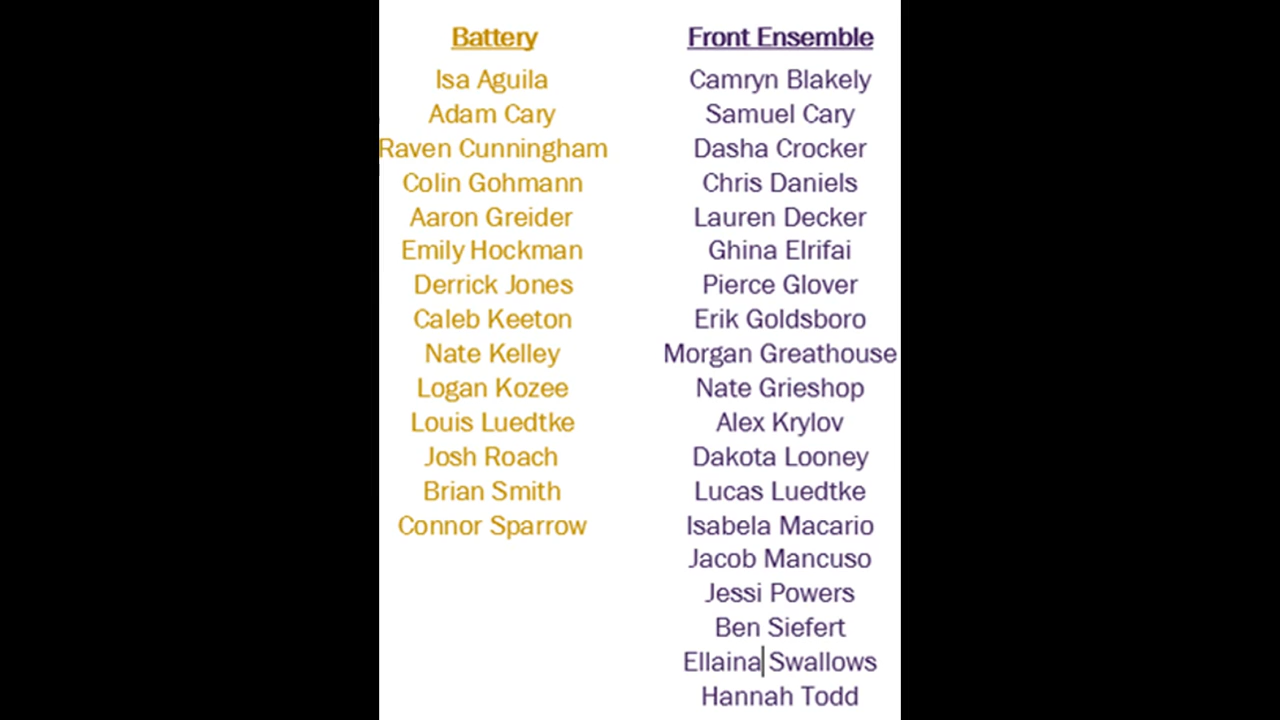 Battery
Isa Aguila
Adam Cary
Raven Cunningham
Colin Gohmann
Aaron Greider
Emily Hockman
Derrick Jones
Caleb Keeton
Nate Kelley
Logan Kozee
Louis Luedtke
Josh Roach
Brian Smith
Connor Sparrow
Front Ensemble
Camryn Blakely
Samuel Cary
Dasha Crocker
Chris Daniels
Lauren Decker
Ghina Elrifai
Pierce Glover
Erik Goldsboro
Morgan Greathouse
Nate Grieshop
Alex Krylov
Dakota Looney
Lucas Luedtke
Isabela Macario
Jacob Mancuso
Jessi Powers
Ben Siefert
Ellaina Swallows
Hannah Todd